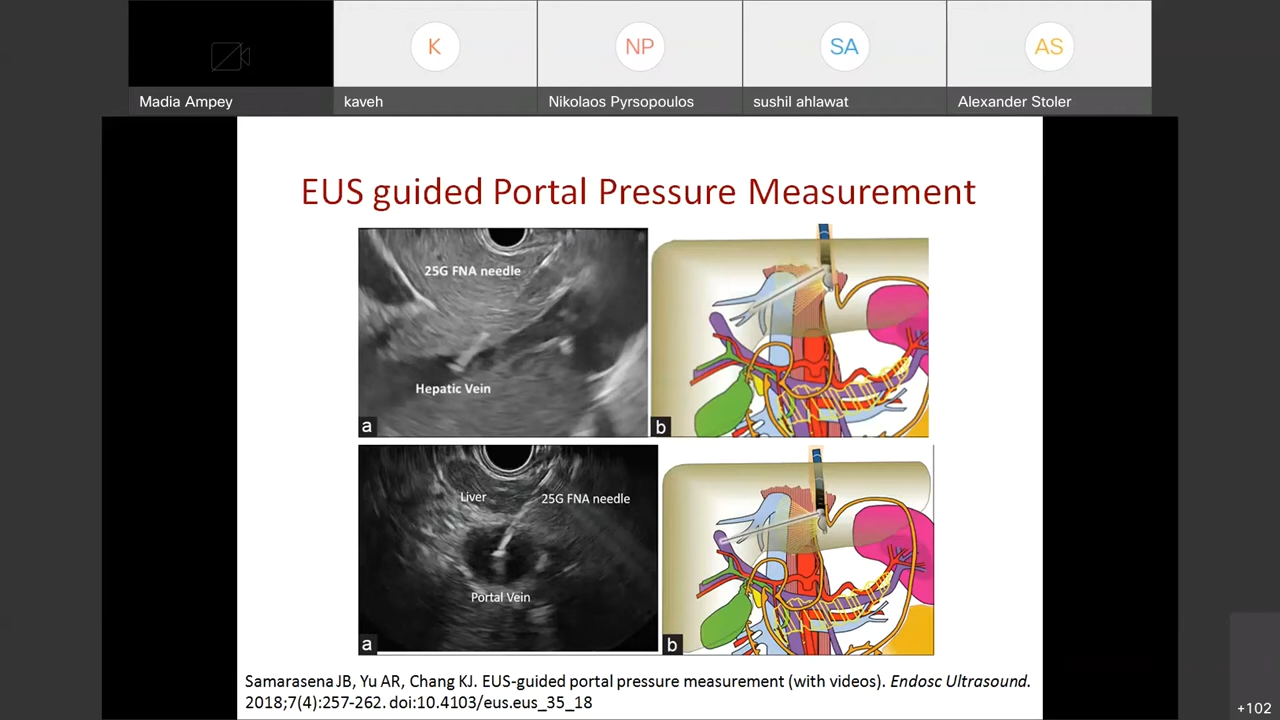 K
NP
SA
AS
Madia Ampey
kaveh
Nikolaos Pyrsopoulos
sushil ahlawat
Alexander Stoler
EUS guided Portal Pressure Measurement
25G FNA needle
Hepatic Vein
a
b
Liver
25G FNA needle
Portal Vein
a
b
Samarasena JB, Yu AR, Chang KJ. EUS-guided portal pressure measurement (with videos). Endosc Ultrasound.
2018;7(4):257-262. doi:10.4103/eus.eus_35_18
+102